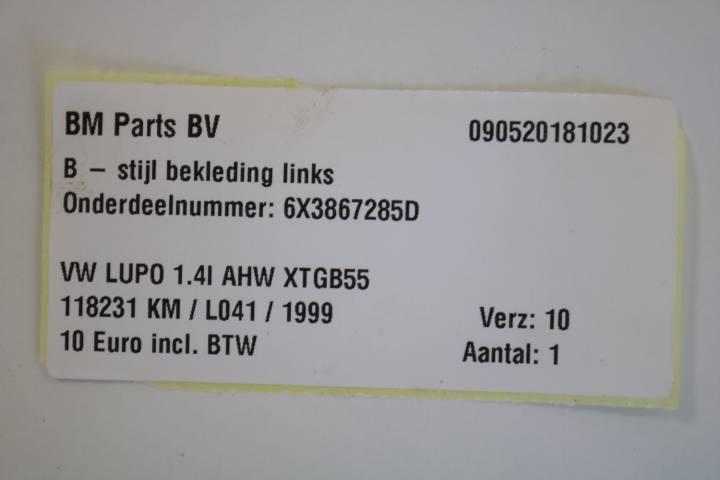 BM Parts BV 090520181023
B – stijl bekleding links
Onderdeelnummer: 6X3867285D
VW LUPO 1.4I AHW XTGB55
118231 KM / L041 / 1999 Verz: 10
10 Euro incl. BTW Aantal: 1